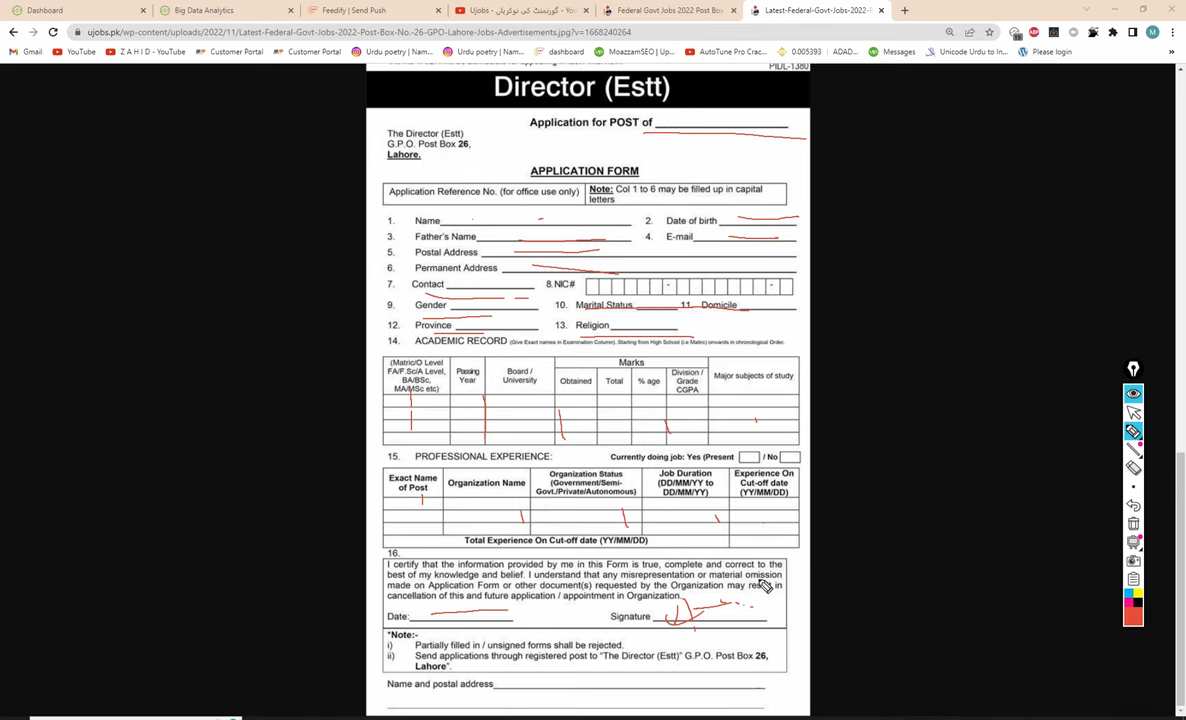 Dashboard
Big Data Analytics
Feedify | Send Push
Ujobs - گورنمنٹ کی نوکریاں - You
Federal Govt Jobs 2022 Post Box
Latest-Federal-Govt-Jobs-2022-
ujobs.pk/wp-content/uploads/2022/11/Latest-Federal-Govt-Jobs-2022-Post-Box-No.-26-GPO-Lahore-Jobs-Advertisements.jpg?v=1668240264
Gmail YouTube Z A H I D - YouTube Customer Portal Customer Portal Urdu poetry | Nam... Urdu poetry | Nam... dashboard MoazzamSEO | Up... AutoTune Pro Crac... 0.005393 | ADAD... Messages Unicode Urdu to In... Please login
PIDL-1380
Director (Estt)
Application for POST of
The Director (Estt)
G.P.O. Post Box 26,
Lahore.
APPLICATION FORM
Application Reference No. (for office use only)
Note: Col 1 to 6 may be filled up in capital
letters
1. Name 2. Date of birth
3. Father's Name 4. E-mail
5. Postal Address
6. Permanent Address
7. Contact 8. NIC# - -
9. Gender 10. Marital Status 11. Domicile
12. Province 13. Religion
14. ACADEMIC RECORD (Give Exact names in Examination Column). Starting from High School (i.e Matric) onwards in chronological Order.
(Matric/O Level
FA/F.Sc/A Level,
BA/BSc,
MA/MSc etc)
Passing
Year
Board /
University
Marks
Obtained
Total
% age
Division /
Grade
CGPA
Major subjects of study
15. PROFESSIONAL EXPERIENCE: Currently doing job: Yes (Present / No
Exact Name
of Post
Organization Name
Organization Status
(Government/Semi-
Govt./Private/Autonomous)
Job Duration
(DD/MM/YY to
DD/MM/YY)
Experience On
Cut-off date
(YY/MM/DD)
Total Experience On Cut-off date (YY/MM/DD)
16.
I certify that the information provided by me in this Form is true, complete and correct to the
best of my knowledge and belief. I understand that any misrepresentation or material omission
made on Application Form or other document(s) requested by the Organization may in
cancellation of this and future application / appointment in Organization.
Date: Signature
*Note:-
i) Partially filled in / unsigned forms shall be rejected.
ii) Send applications through registered post to "The Director (Estt)" G.P.O. Post Box 26,
Lahore".
Name and postal address